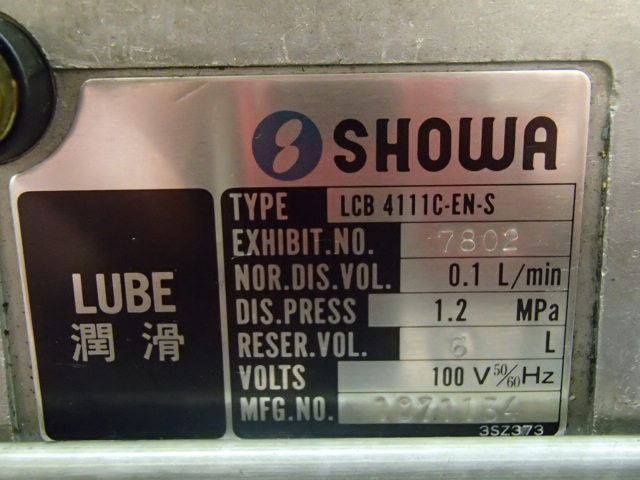 SHOWA
TYPE LCB 4111C-EN-S
EXHIBIT.NO. 7802
NOR.DIS.VOL. 0.1 L/min
DIS.PRESS 1.2 MPa
RESER.VOL. 6 L
VOLTS 100 V 50/60 Hz
MFG.NO.
3SZ373
LUBE
潤滑